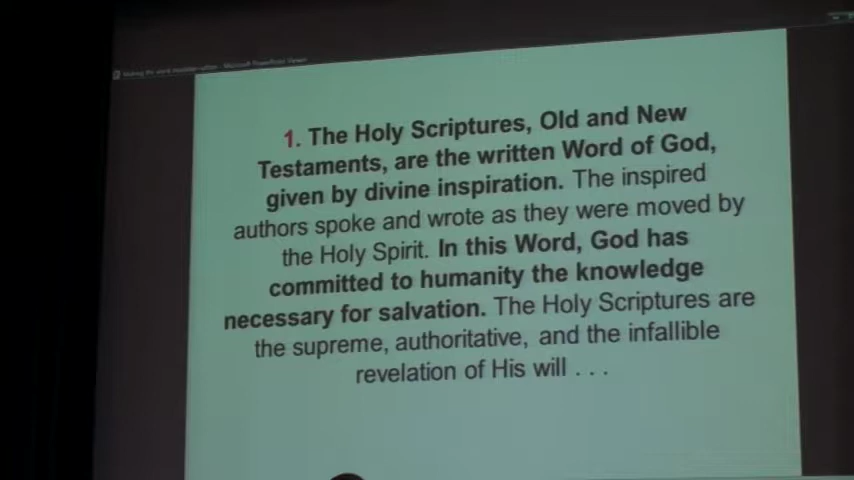 Microsoft PowerPoint Viewer
1. The Holy Scriptures, Old and New
Testaments, are the written Word of God,
given by divine inspiration. The inspired
authors spoke and wrote as they were moved by
the Holy Spirit. In this Word, God has
committed to humanity the knowledge
necessary for salvation. The Holy Scriptures are
the supreme, authoritative, and the infallible
revelation of His will . . .